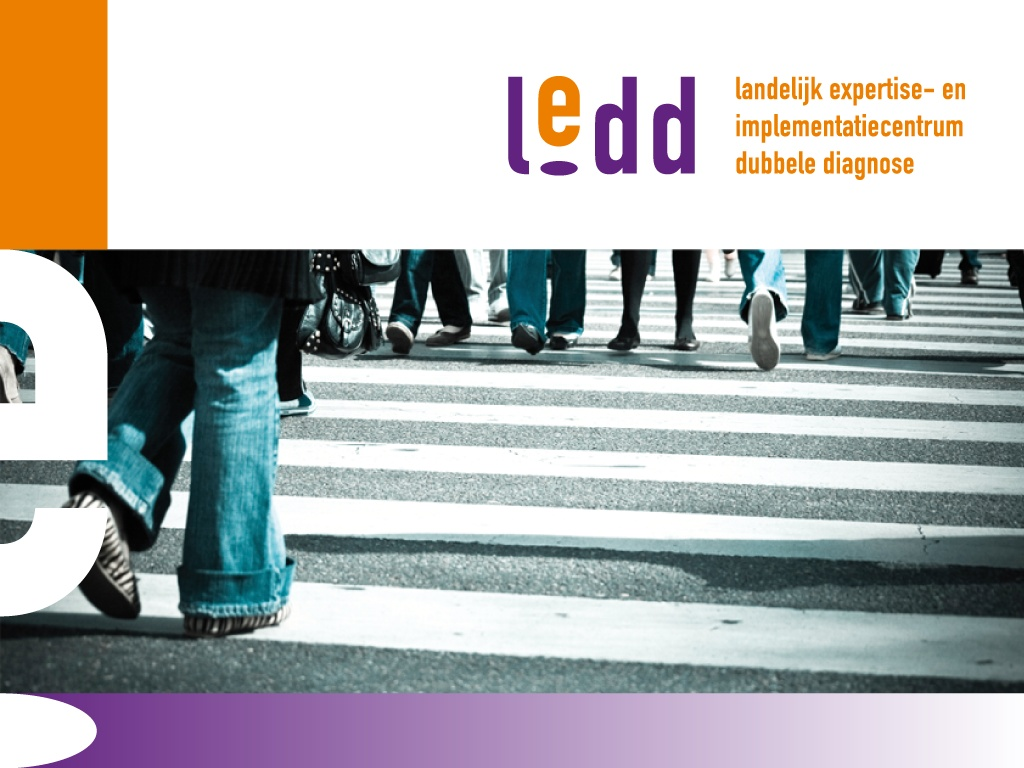 ledd
landelijk expertise- en
implementatiecentrum
dubbele diagnose
e